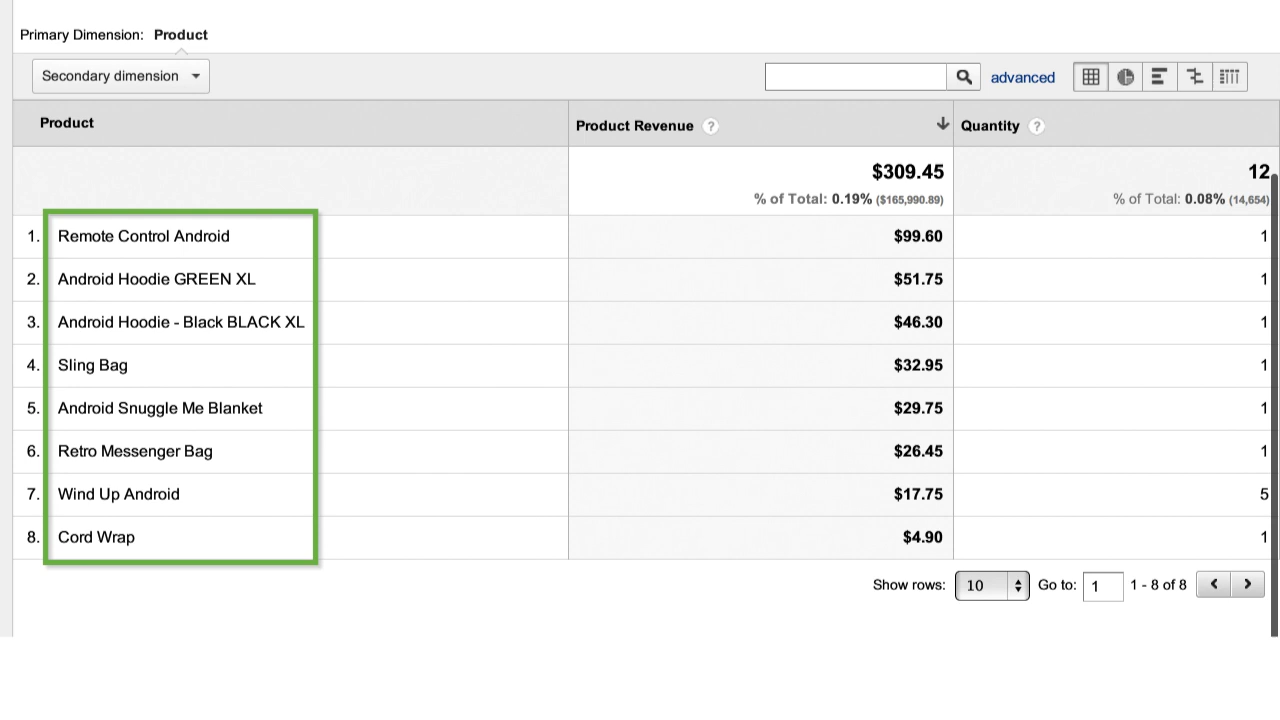 Primary Dimension: Product
Secondary dimension advanced
Product Product Revenue ? Quantity ?
$309.45 12
% of Total: 0.19% ($165,990.89) % of Total: 0.08% (14,654)
1. Remote Control Android $99.60 1
2. Android Hoodie GREEN XL $51.75 1
3. Android Hoodie - Black BLACK XL $46.30 1
4. Sling Bag $32.95 1
5. Android Snuggle Me Blanket $29.75 1
6. Retro Messenger Bag $26.45 1
7. Wind Up Android $17.75 5
8. Cord Wrap $4.90 1
Show rows: 10 Go to: 1 1 - 8 of 8